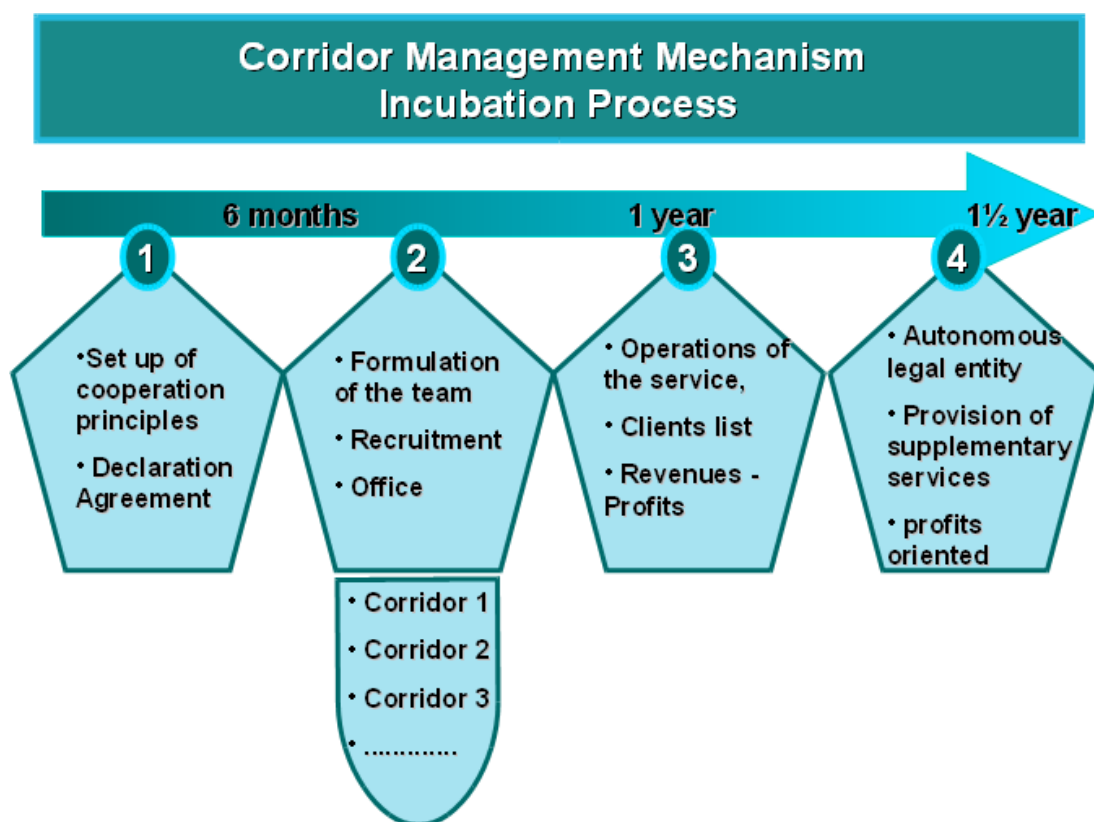 Corridor Management Mechanism
Incubation Process
6 months
1 year
1½ year
1
2
3
4
•Set up of
cooperation
principles
• Declaration
Agreement
• Formulation
of the team
• Recruitment
• Office
• Operations of
the service,
• Clients list
• Revenues -
Profits
• Autonomous
legal entity
• Provision of
supplementary
services
• profits
oriented
• Corridor 1
• Corridor 2
• Corridor 3
• .............